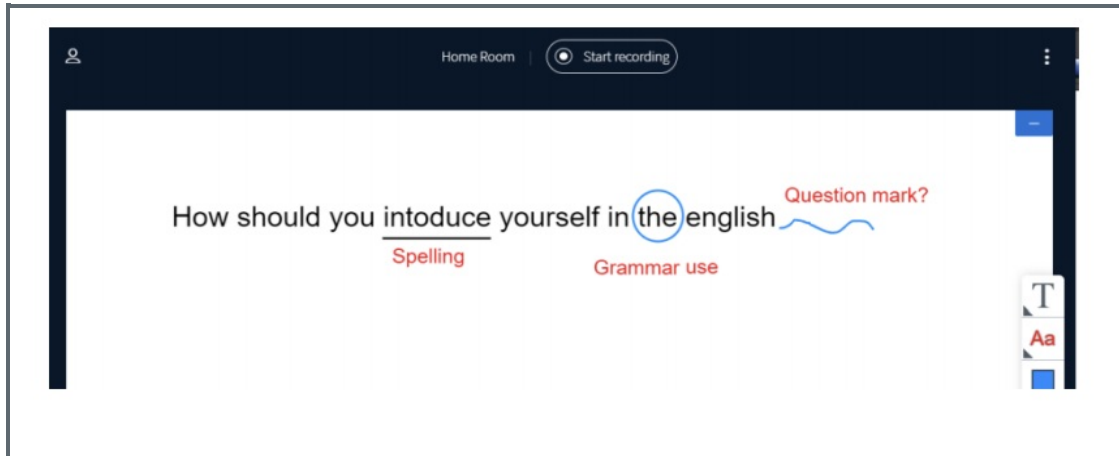 Home Room
Start recording
Question mark?
How should you intoduce yourself in the english
Spelling
Grammar use
T
Aa